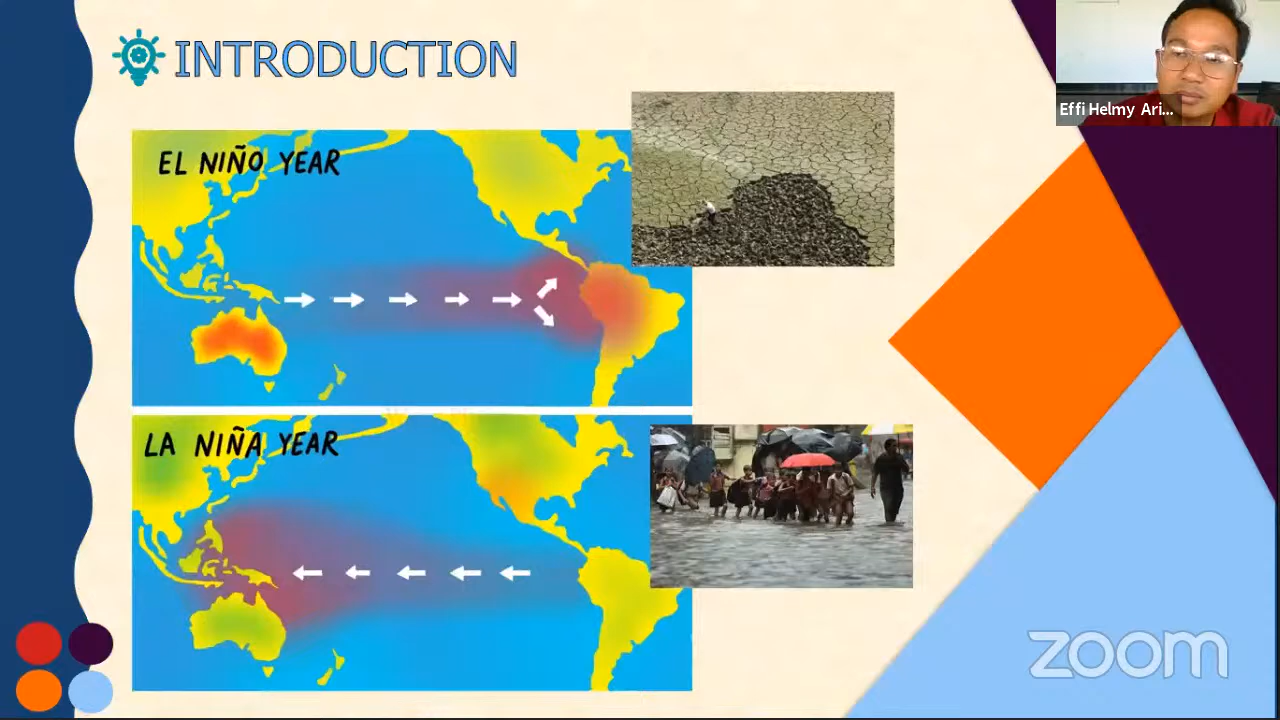 INTRODUCTION
Effi Helmy Ari...
EL NIÑO YEAR
LA NIÑA YEAR
zoom